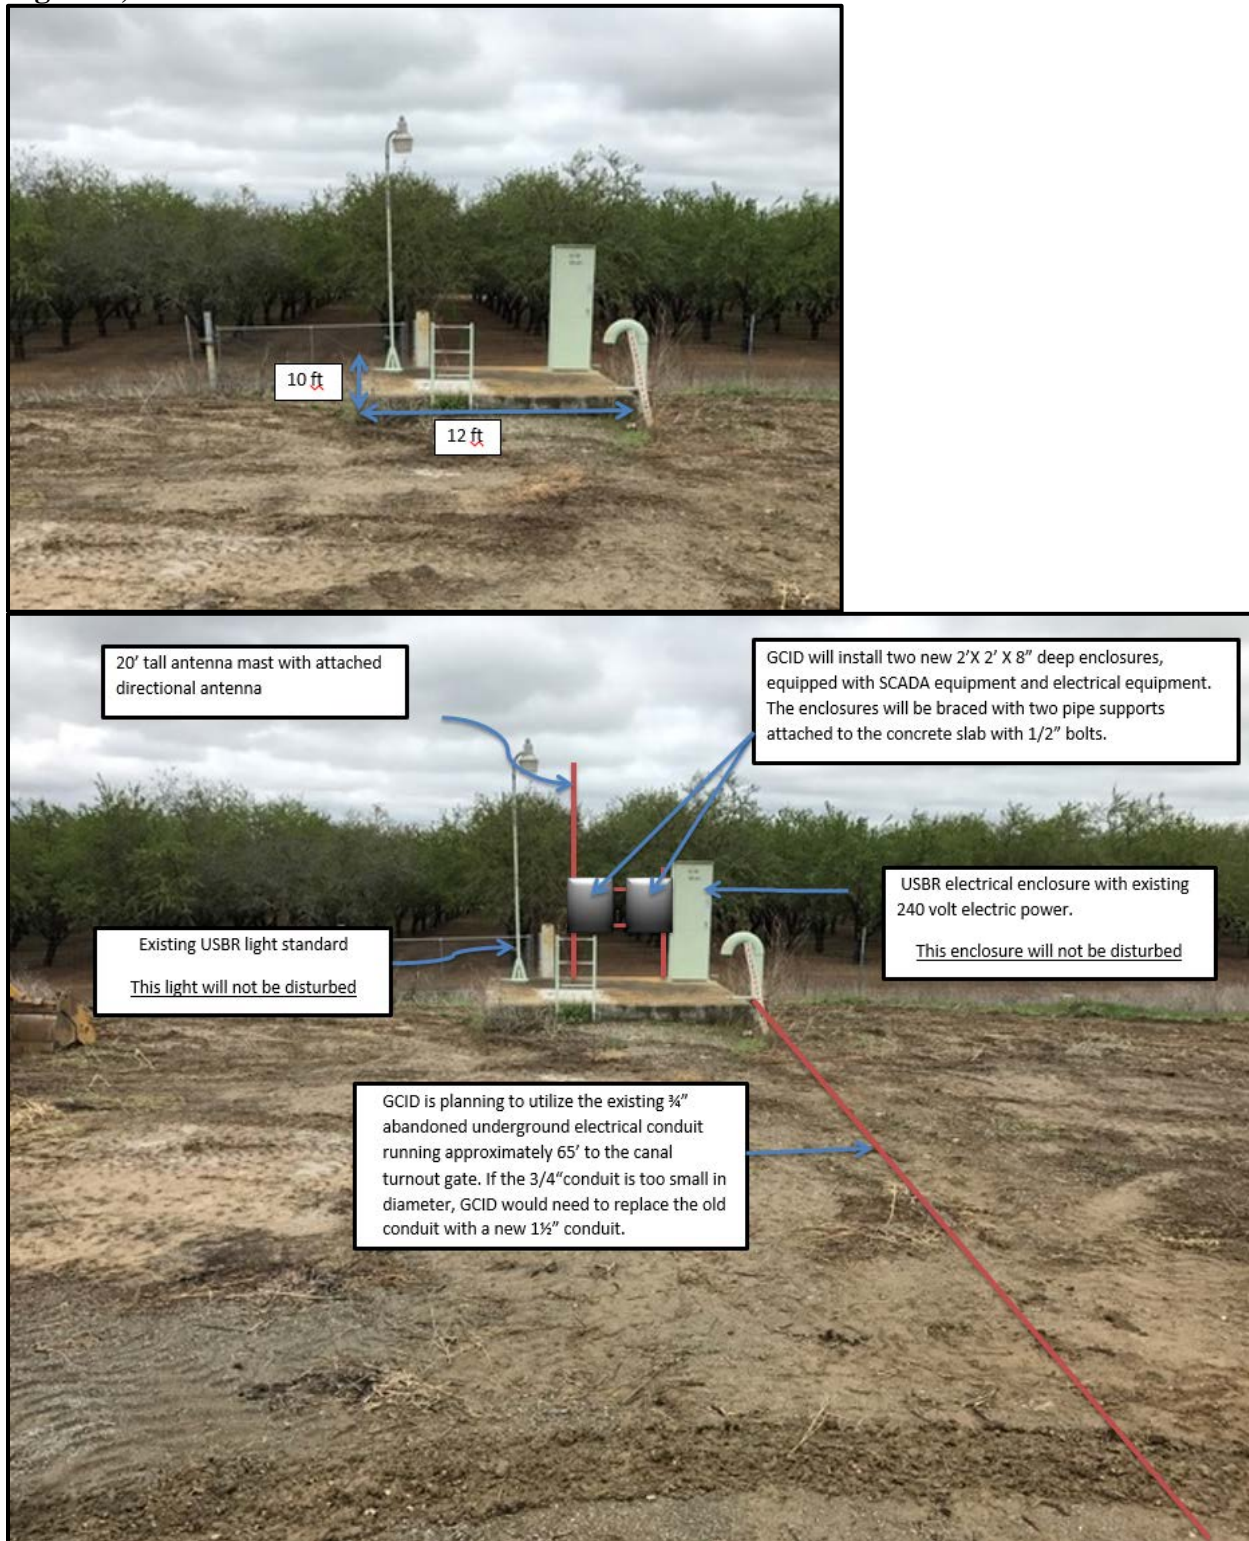 10 ft
12 ft
20' tall antenna mast with attached
directional antenna
GCID will install two new 2'X 2' X 8" deep enclosures,
equipped with SCADA equipment and electrical equipment.
The enclosures will be braced with two pipe supports
attached to the concrete slab with 1/2" bolts.
USBR electrical enclosure with existing
240 volt electric power.
This enclosure will not be disturbed
Existing USBR light standard
This light will not be disturbed
GCID is planning to utilize the existing ¾"
abandoned underground electrical conduit
running approximately 65' to the canal
turnout gate. If the 3/4"conduit is too small in
diameter, GCID would need to replace the old
conduit with a new 1½" conduit.